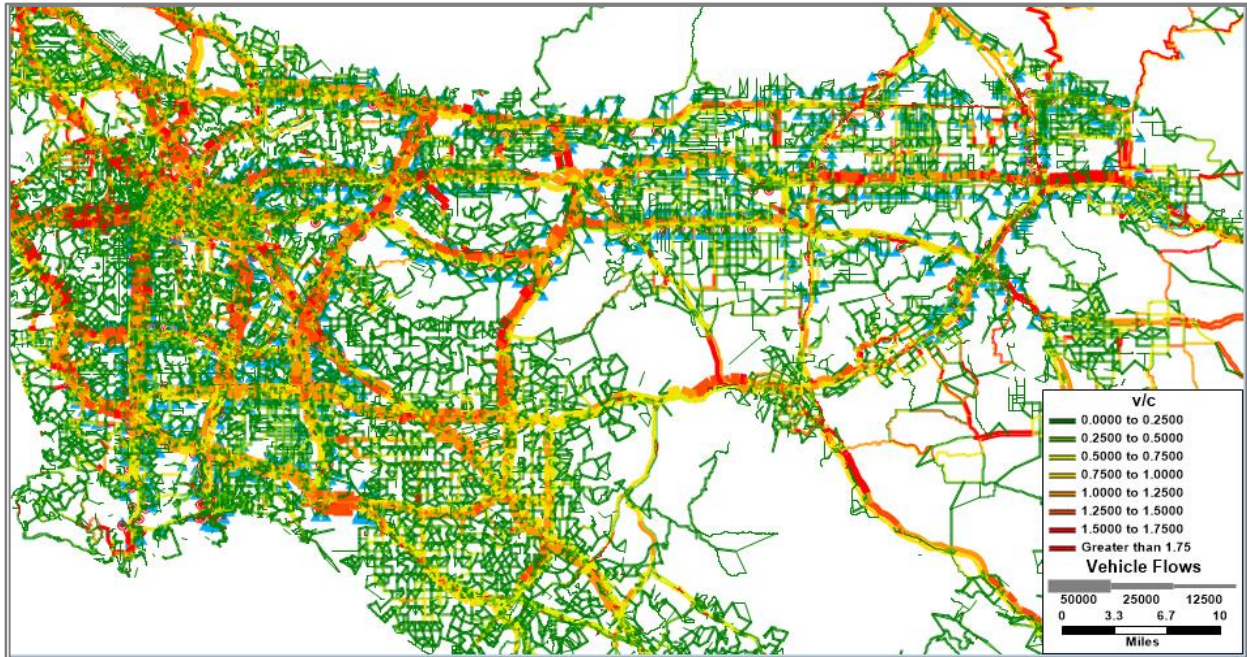 v/c
0.0000 to 0.2500
0.2500 to 0.5000
0.5000 to 0.7500
0.7500 to 1.0000
1.0000 to 1.2500
1.2500 to 1.5000
1.5000 to 1.7500
Greater than 1.75
Vehicle Flows
50000 25000 12500
0 3.3 6.7 10
Miles